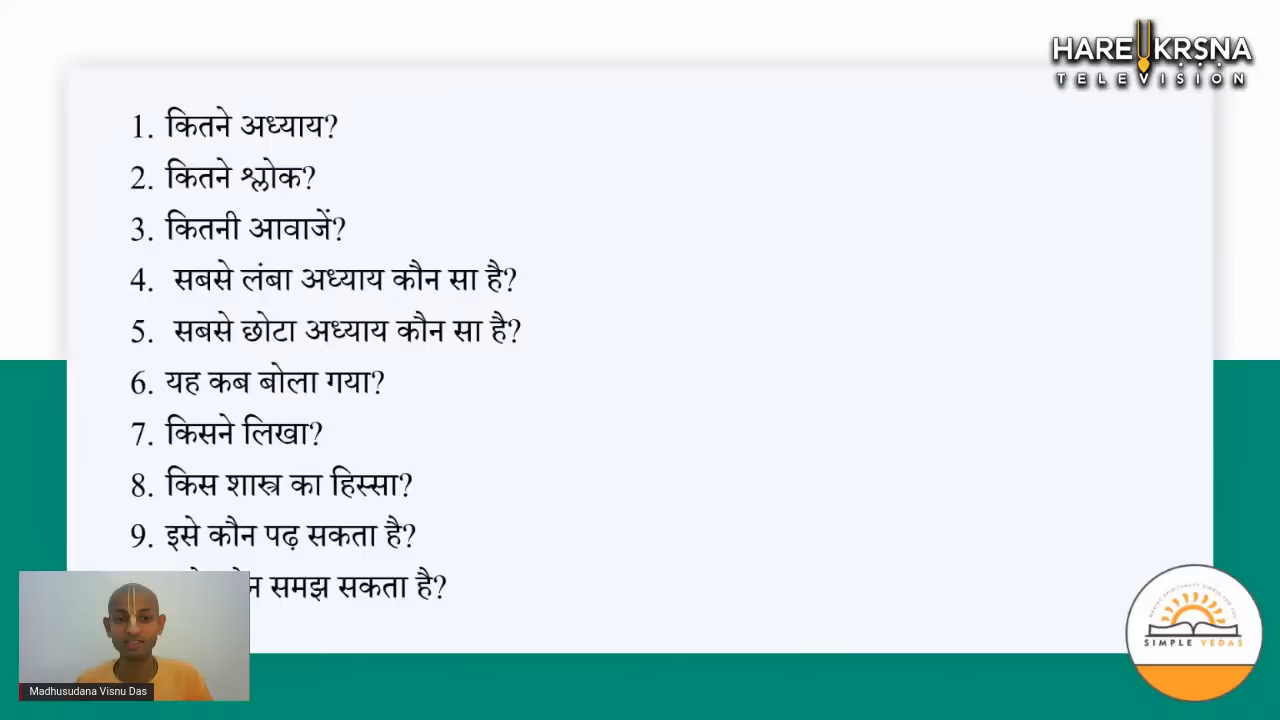 HARE KṚṢṆA
TELEVISION
1. कितने अध्याय?
2. कितने श्लोक?
3. कितनी आवाजें?
4. सबसे लंबा अध्याय कौन सा है?
5. सबसे छोटा अध्याय कौन सा है?
6. यह कब बोला गया?
7. किसने लिखा?
8. किस शास्त्र का हिस्सा?
9. इसे कौन पढ़ सकता है?
समझ सकता है?
Madhusudana Visnu Das
SIMPLE VEDAS